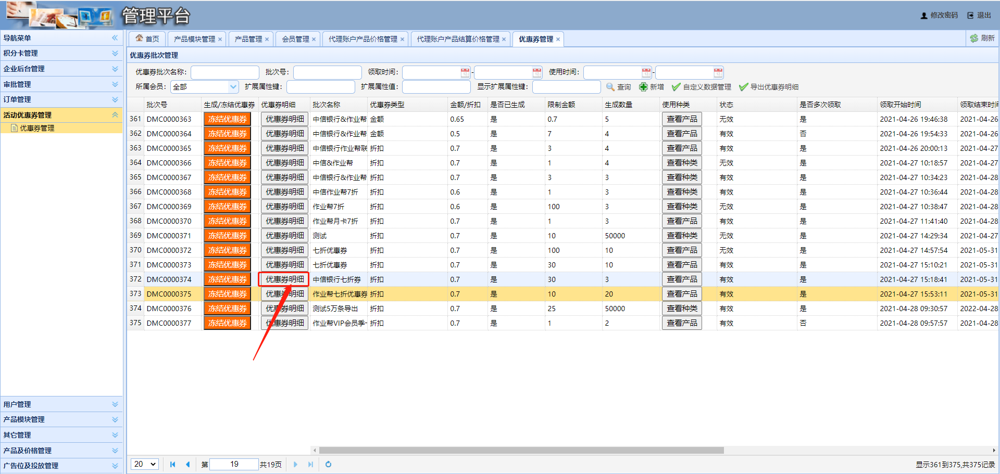 管理平台
修改密码 退出
导航菜单
积分卡管理
企业后台管理
审批管理
订单管理
活动优惠券管理
优惠券管理
用户管理
产品模块管理
其它管理
产品及价格管理
广告位及投放管理
首页 产品模块管理 × 产品管理 × 会员管理 × 代理账户产品价格管理 × 代理账户产品结算价格管理 × 优惠券管理 × 刷新
优惠券批次管理
优惠券批次名称: 批次号: 领取时间: - 使用时间: -
所属会员: 全部 扩展属性键: 扩展属性值: 显示扩展属性键: 查询 新增 自定义数据管理 导出优惠券明细
批次号 生成/冻结优惠券 优惠券明细 批次名称 优惠券类型 金额/折扣 是否已生成 限制金额 生成数量 使用种类 状态 是否多次领取 领取开始时间 领取结束时间
361 DMC0000363 冻结优惠券 优惠券明细 中信银行&作业帮 金额 0.65 是 0.7 5 查看产品 无效 是 2021-04-26 19:46:38 2021-04-26
362 DMC0000364 冻结优惠券 优惠券明细 中信银行&作业帮 金额 0.5 是 7 4 查看产品 有效 否 2021-04-26 19:54:33 2021-04-26
363 DMC0000365 冻结优惠券 优惠券明细 中信银行作业帮联 折扣 0.7 是 3 4 查看产品 有效 是 2021-04-26 20:00:13 2021-04-27
364 DMC0000366 冻结优惠券 优惠券明细 中信&作业帮 折扣 0.7 是 1 4 查看种类 无效 是 2021-04-27 10:18:57 2021-04-27
365 DMC0000367 冻结优惠券 优惠券明细 中信银行&作业帮 折扣 0.7 是 3 3 查看种类 有效 是 2021-04-27 10:34:23 2021-04-28
366 DMC0000368 冻结优惠券 优惠券明细 中信作业帮7折 折扣 0.6 是 1 3 查看种类 有效 是 2021-04-27 10:36:44 2021-04-28
367 DMC0000369 冻结优惠券 优惠券明细 作业帮7折 折扣 0.6 是 100 3 查看种类 无效 是 2021-04-27 10:38:47 2021-04-28
368 DMC0000370 冻结优惠券 优惠券明细 作业帮月卡7折 折扣 0.7 是 1 3 查看产品 有效 是 2021-04-27 11:41:40 2021-04-28
369 DMC0000371 冻结优惠券 优惠券明细 测试 折扣 0.7 是 10 50000 查看种类 无效 是 2021-04-27 14:29:34 2021-04-27
370 DMC0000372 冻结优惠券 优惠券明细 七折优惠券 折扣 0.7 是 100 10 查看产品 无效 是 2021-04-27 14:57:54 2021-05-31
371 DMC0000373 冻结优惠券 优惠券明细 七折优惠券 折扣 0.7 是 30 10 查看产品 有效 是 2021-04-27 15:10:21 2021-05-31
372 DMC0000374 冻结优惠券 优惠券明细 中信银行七折券 折扣 0.7 是 30 3 查看产品 有效 是 2021-04-27 15:18:41 2021-05-31
373 DMC0000375 冻结优惠券 优惠券明细 作业帮七折优惠券 折扣 0.7 是 10 20 查看产品 有效 是 2021-04-27 15:53:11 2021-05-31
374 DMC0000376 冻结优惠券 优惠券明细 测试5万条导出 折扣 0.7 是 25 50000 查看种类 有效 是 2021-04-28 09:30:57 2022-04-28
375 DMC0000377 冻结优惠券 优惠券明细 作业帮VIP会员季- 折扣 0.7 是 1 2 查看产品 有效 否 2021-04-28 09:57:57 2021-04-28
20 第 19 共19页 显示361到375,共375记录